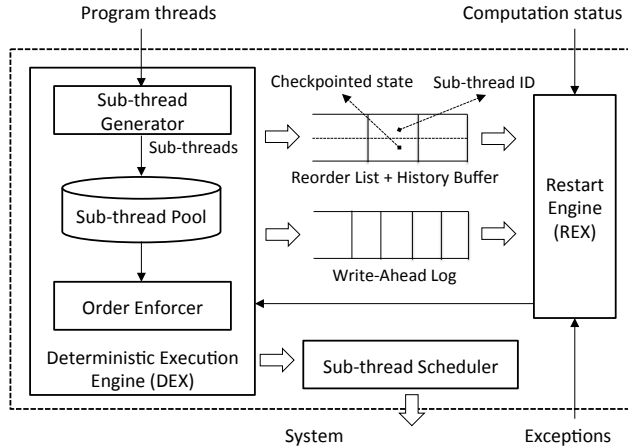 Program threads
Computation status
Checkpointed state
Sub-thread ID
Sub-thread
Generator
Sub-threads
Reorder List + History Buffer
Sub-thread Pool
Restart
Engine
(REX)
Write-Ahead Log
Order Enforcer
Deterministic Execution
Engine (DEX)
Sub-thread Scheduler
System
Exceptions